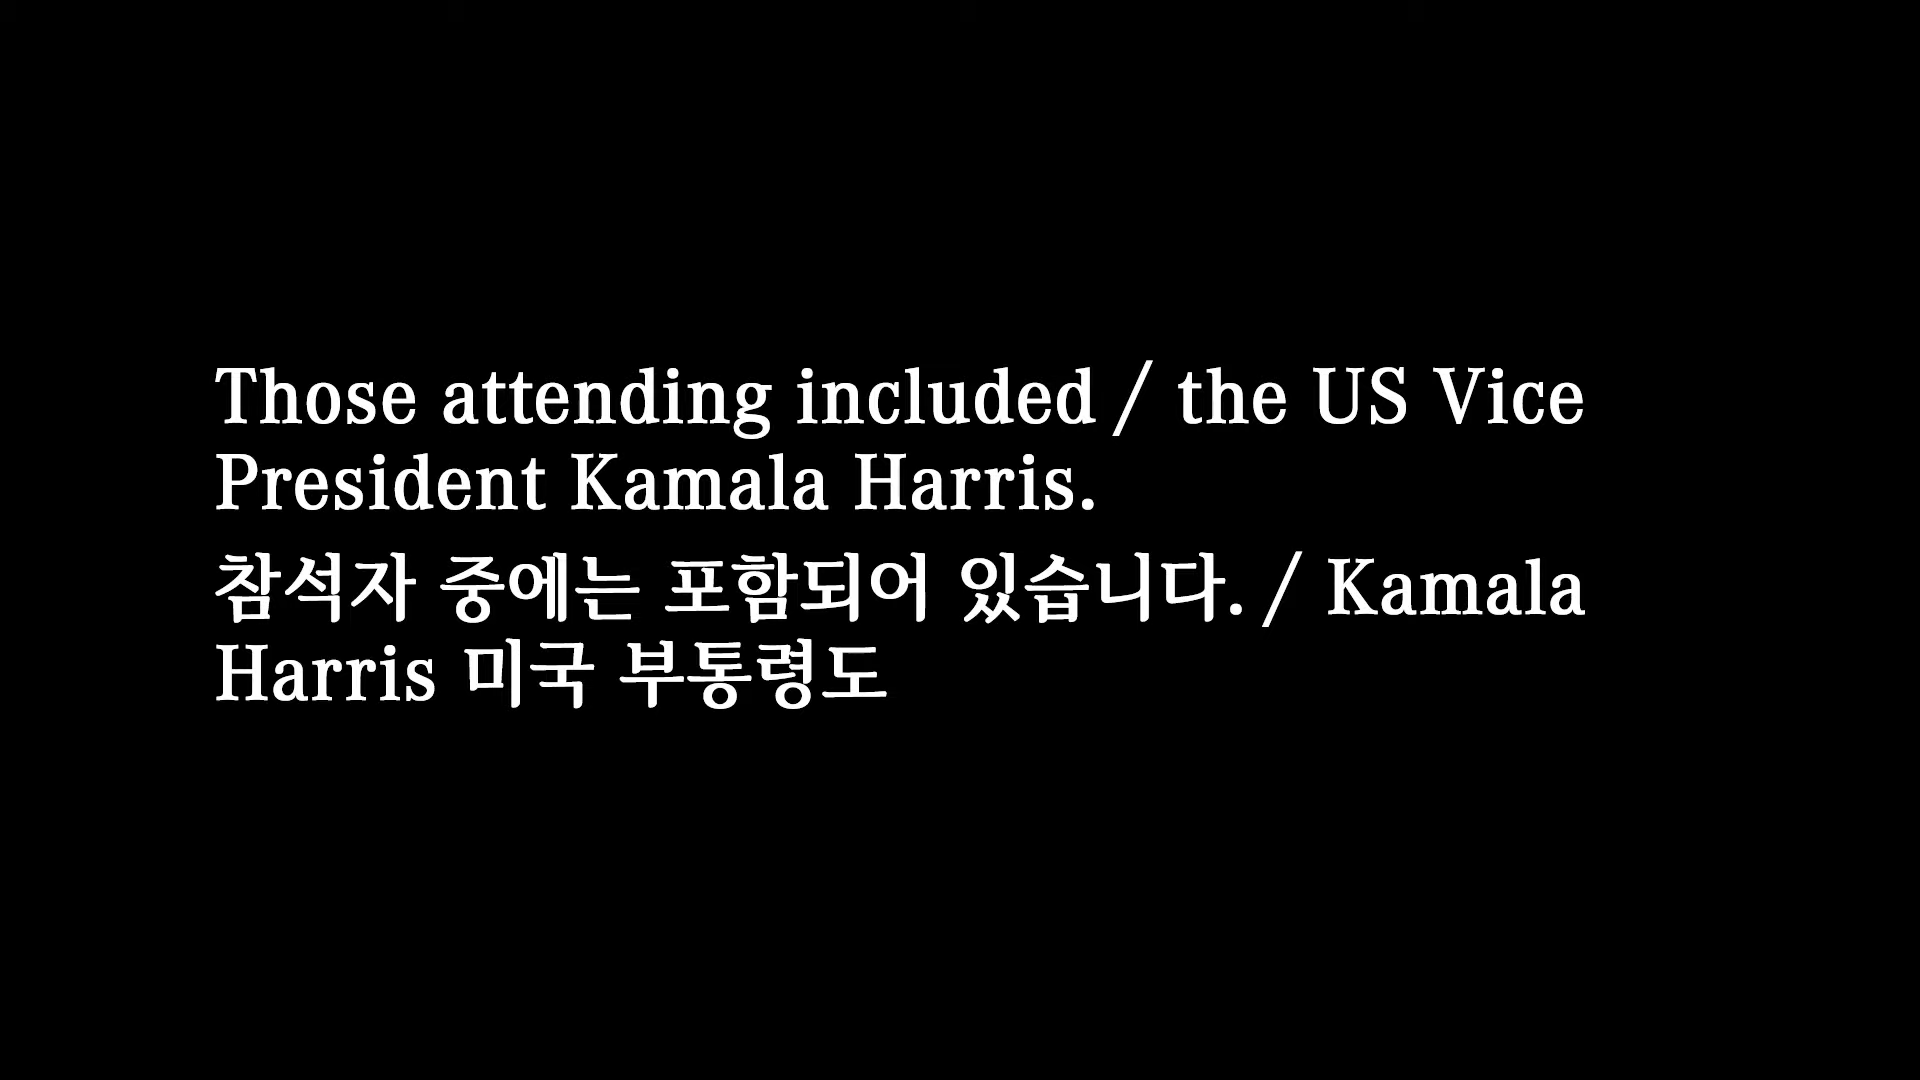 Those attending included / the US Vice
President Kamala Harris.
참석자 중에는 포함되어 있습니다. / Kamala
Harris 미국 부통령도